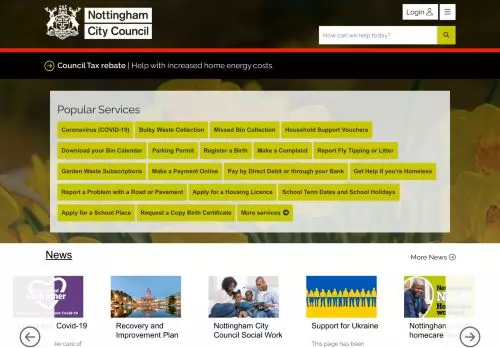 Nottingham
City Council
Login
How can we help today?
Council Tax rebate | Help with increased home energy costs.
Popular Services
Coronavirus (COVID-19) Bulky Waste Collection Missed Bin Collection Household Support Vouchers
Download your Bin Calendar Parking Permit Register a Birth Make a Complaint Report Fly Tipping or Litter
Garden Waste Subscriptions Make a Payment Online Pay by Direct Debit or through your Bank Get Help if you're Homeless
Report a Problem with a Road or Pavement Apply for a Housing Licence School Term Dates and School Holidays
Apply for a School Place Request a Copy Birth Certificate More services
News
More News
Covid-19
Recovery and
Improvement Plan
Nottingham City
Council Social Work
Support for Ukraine
This page has been
Nottingham
homecare